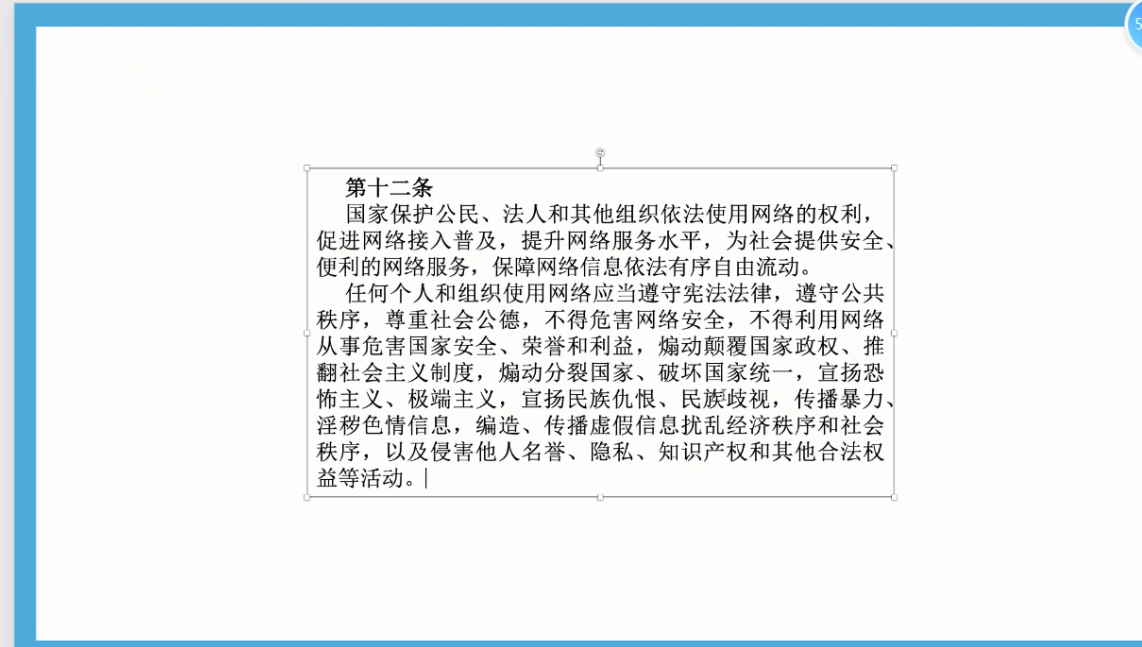 5
第十二条
国家保护公民、法人和其他组织依法使用网络的权利，
促进网络接入普及，提升网络服务水平，为社会提供安全、
便利的网络服务，保障网络信息依法有序自由流动。
任何个人和组织使用网络应当遵守宪法法律，遵守公共
秩序，尊重社会公德，不得危害网络安全，不得利用网络
从事危害国家安全、荣誉和利益，煽动颠覆国家政权、推
翻社会主义制度，煽动分裂国家、破坏国家统一，宣扬恐
怖主义、极端主义，宣扬民族仇恨、民族歧视，传播暴力、
淫秽色情信息，编造、传播虚假信息扰乱经济秩序和社会
秩序，以及侵害他人名誉、隐私、知识产权和其他合法权
益等活动。